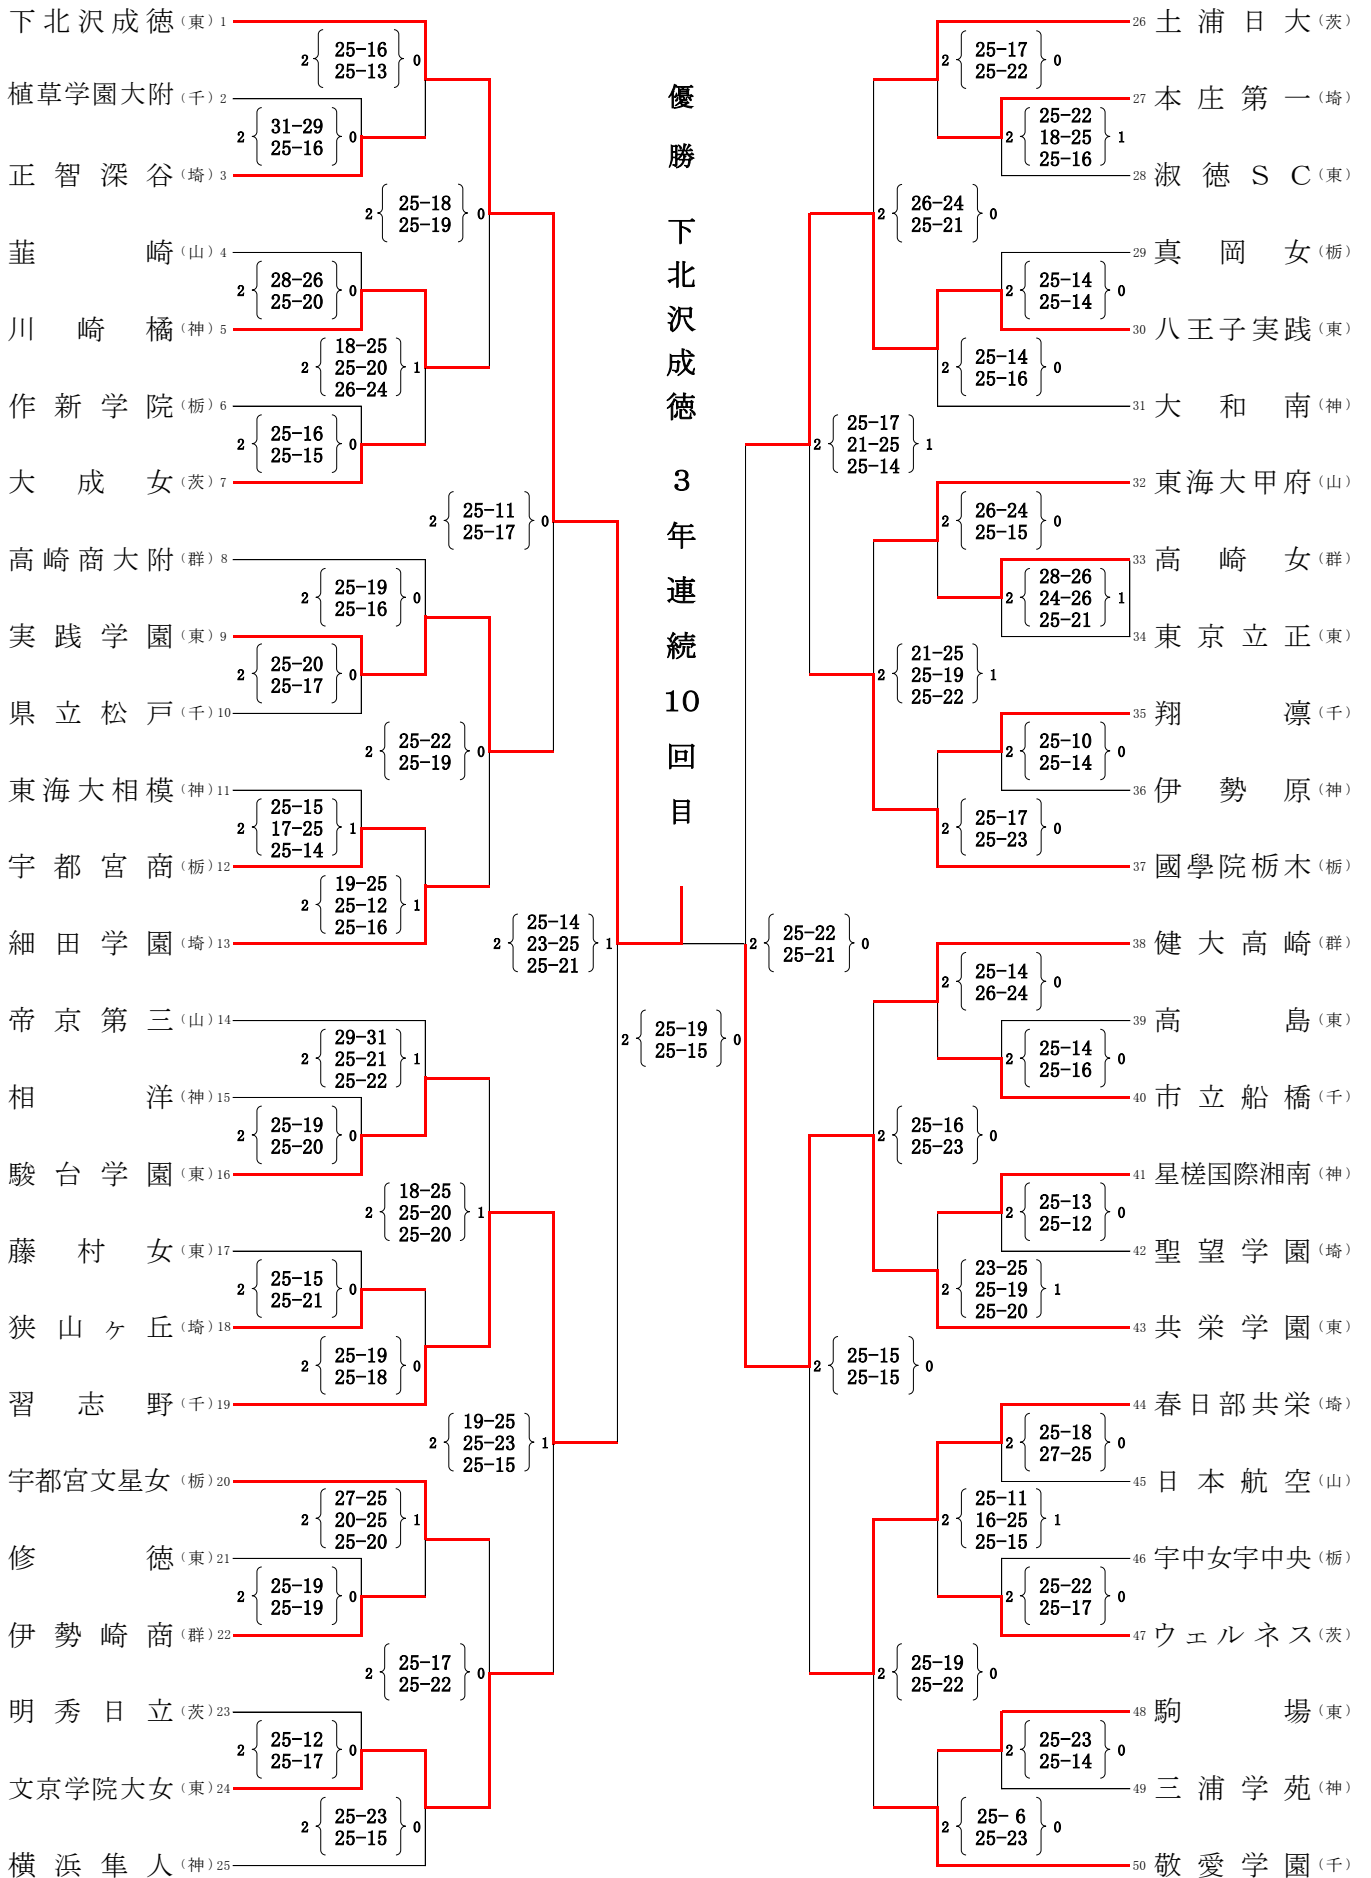 下北沢成徳（東）1
2 25-16 0
25-13
植草学園大附（千）2
2 31-29 0
25-16
正智深谷（埼）3
2 25-18 0
25-19
韮崎（山）4
2 28-26 0
25-20
川崎橘（神）5
2 18-25 1
25-20
26-24
作新学院（栃）6
2 25-16 0
25-15
大成女（茨）7
2 25-11 0
25-17
高崎商大附（群）8
2 25-19 0
25-16
実践学園（東）9
2 25-20 0
25-17
県立松戸（千）10
2 25-22 0
25-19
東海大相模（神）11
2 25-15 1
17-25
25-14
宇都宮商（栃）12
2 19-25 1
25-12
25-16
細田学園（埼）13
2 25-14 1
23-25
25-21
帝京第三（山）14
2 29-31 1
25-21
25-22
相洋（神）15
2 25-19 0
25-20
駿台学園（東）16
2 18-25 1
25-20
25-20
藤村女（東）17
2 25-15 0
25-21
狭山ヶ丘（埼）18
2 25-19 0
25-18
習志野（千）19
2 19-25 1
25-23
25-15
宇都宮文星女（栃）20
2 27-25 1
20-25
25-20
修徳（東）21
2 25-19 0
25-19
伊勢崎商（群）22
2 25-17 0
25-22
明秀日立（茨）23
2 25-12 0
25-17
文京学院大女（東）24
2 25-23 0
25-15
横浜隼人（神）25
優勝 下北沢成徳 3年連続10回目
2 25-19 0
25-15
26 土浦日大（茨）
2 25-17 0
25-22
27 本庄第一（埼）
2 25-22 1
18-25
25-16
28 淑徳SC（東）
2 26-24 0
25-21
29 真岡女（栃）
2 25-14 0
25-14
30 八王子実践（東）
2 25-14 0
25-16
31 大和南（神）
2 25-17 1
21-25
25-14
32 東海大甲府（山）
2 26-24 0
25-15
33 高崎女（群）
2 28-26 1
24-26
25-21
34 東京立正（東）
2 21-25 1
25-19
25-22
35 翔凛（千）
2 25-10 0
25-14
36 伊勢原（神）
2 25-17 0
25-23
37 國學院栃木（栃）
2 25-22 0
25-21
38 健大高崎（群）
2 25-14 0
26-24
39 高島（東）
2 25-14 0
25-16
40 市立船橋（千）
2 25-16 0
25-23
41 星槎国際湘南（神）
2 25-13 0
25-12
42 聖望学園（埼）
2 23-25 1
25-19
25-20
43 共栄学園（東）
2 25-15 0
25-15
44 春日部共栄（埼）
2 25-18 0
27-25
45 日本航空（山）
2 25-11 1
16-25
25-15
46 宇中女宇中央（栃）
2 25-22 0
25-17
47 ウェルネス（茨）
2 25-19 0
25-22
48 駒場（東）
2 25-23 0
25-14
49 三浦学苑（神）
2 25- 6 0
25-23
50 敬愛学園（千）